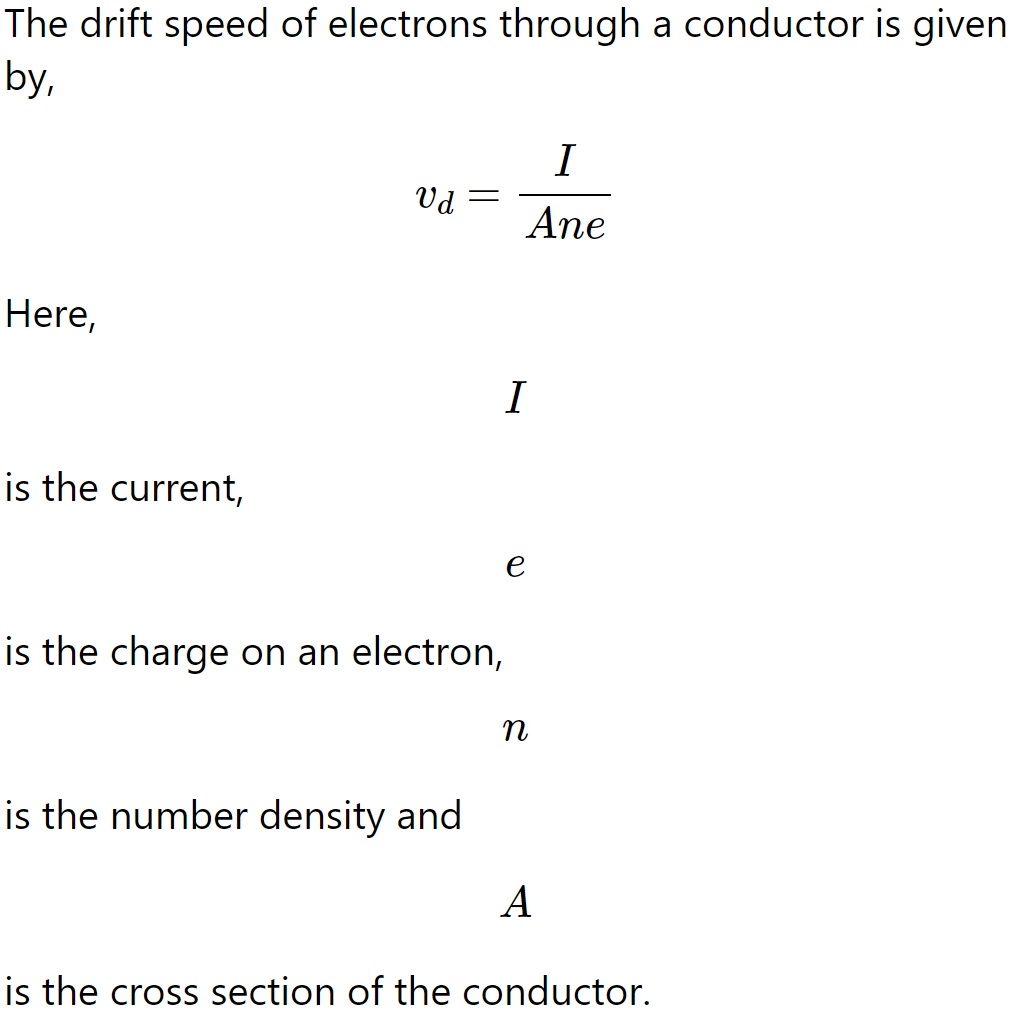 The drift speed of electrons through a conductor is given
by,
v_d = \frac{I}{Ane}
Here,
I
is the current,
e
is the charge on an electron,
n
is the number density and
A
is the cross section of the conductor.